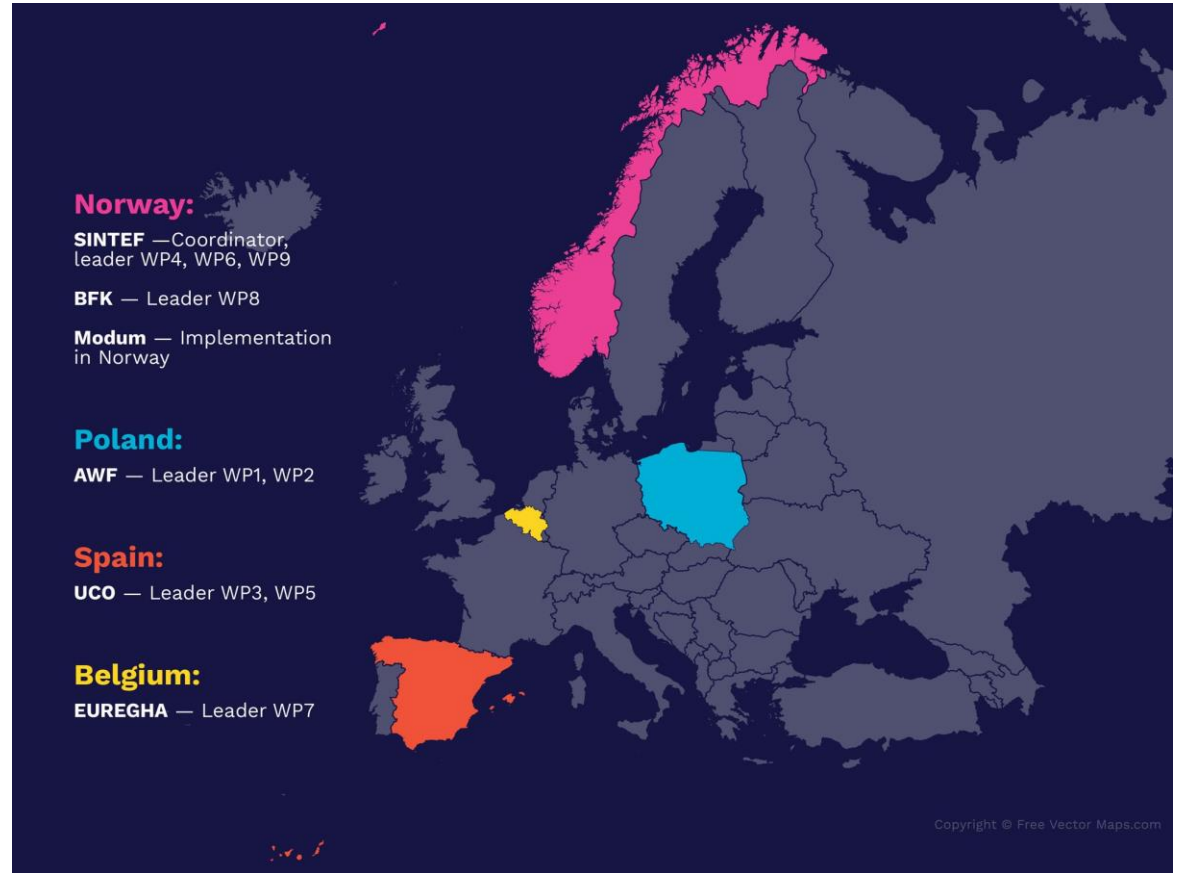 Norway:
SINTEF —Coordinator,
leader WP4, WP6, WP9
BFK — Leader WP8
Modum — Implementation
in Norway
Poland:
AWF — Leader WP1, WP2
Spain:
UCO — Leader WP3, WP5
Belgium:
EUREGHA — Leader WP7
Copyright © Free Vector Maps.com